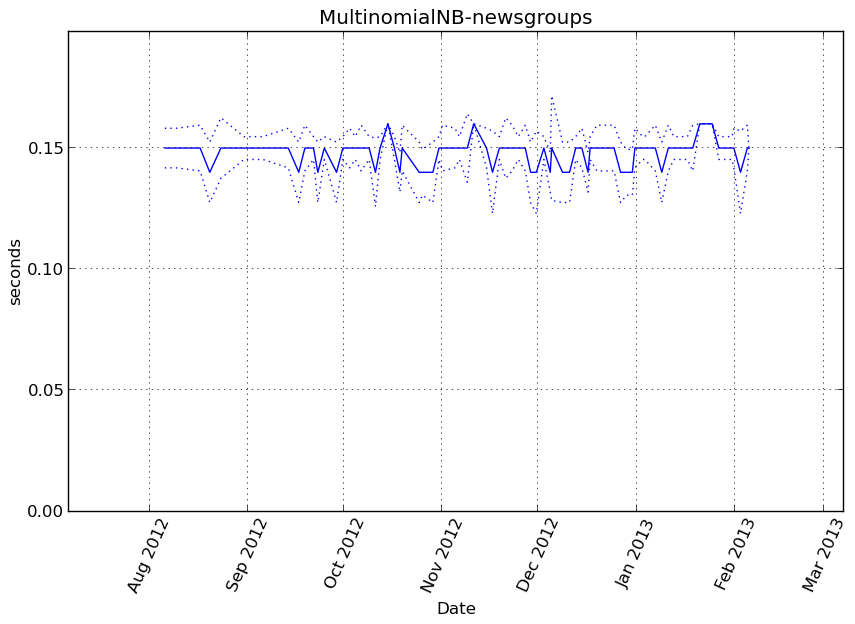 MultinomialNB-newsgroups
seconds
0.15
0.10
0.05
0.00
Aug 2012
Sep 2012
Oct 2012
Nov 2012
Dec 2012
Jan 2013
Feb 2013
Mar 2013
Date